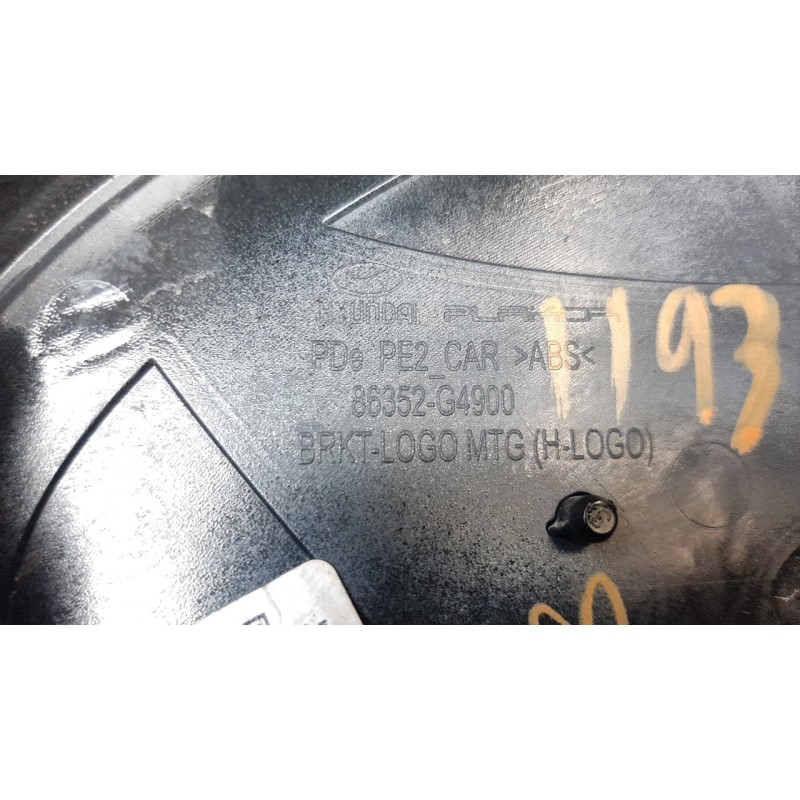 HYUNDAI
PDe PE2_CAR >ABS<
86352-G4900
BRKT-LOGO MTG (H-LOGO)
1193